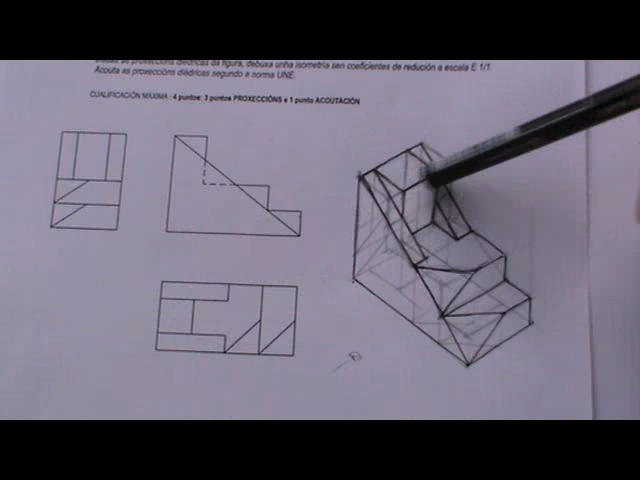 Dadas as proxeccións diédricas da figura, debuxa unha isometría sen coeficientes de redución a escala E 1/1.
Acouta as proxeccións diédricas segundo a norma UNE.
CUALIFICACIÓN MÁXIMA : 4 puntos: 3 puntos PROXECCIÓNS e 1 punto ACOUTACIÓN